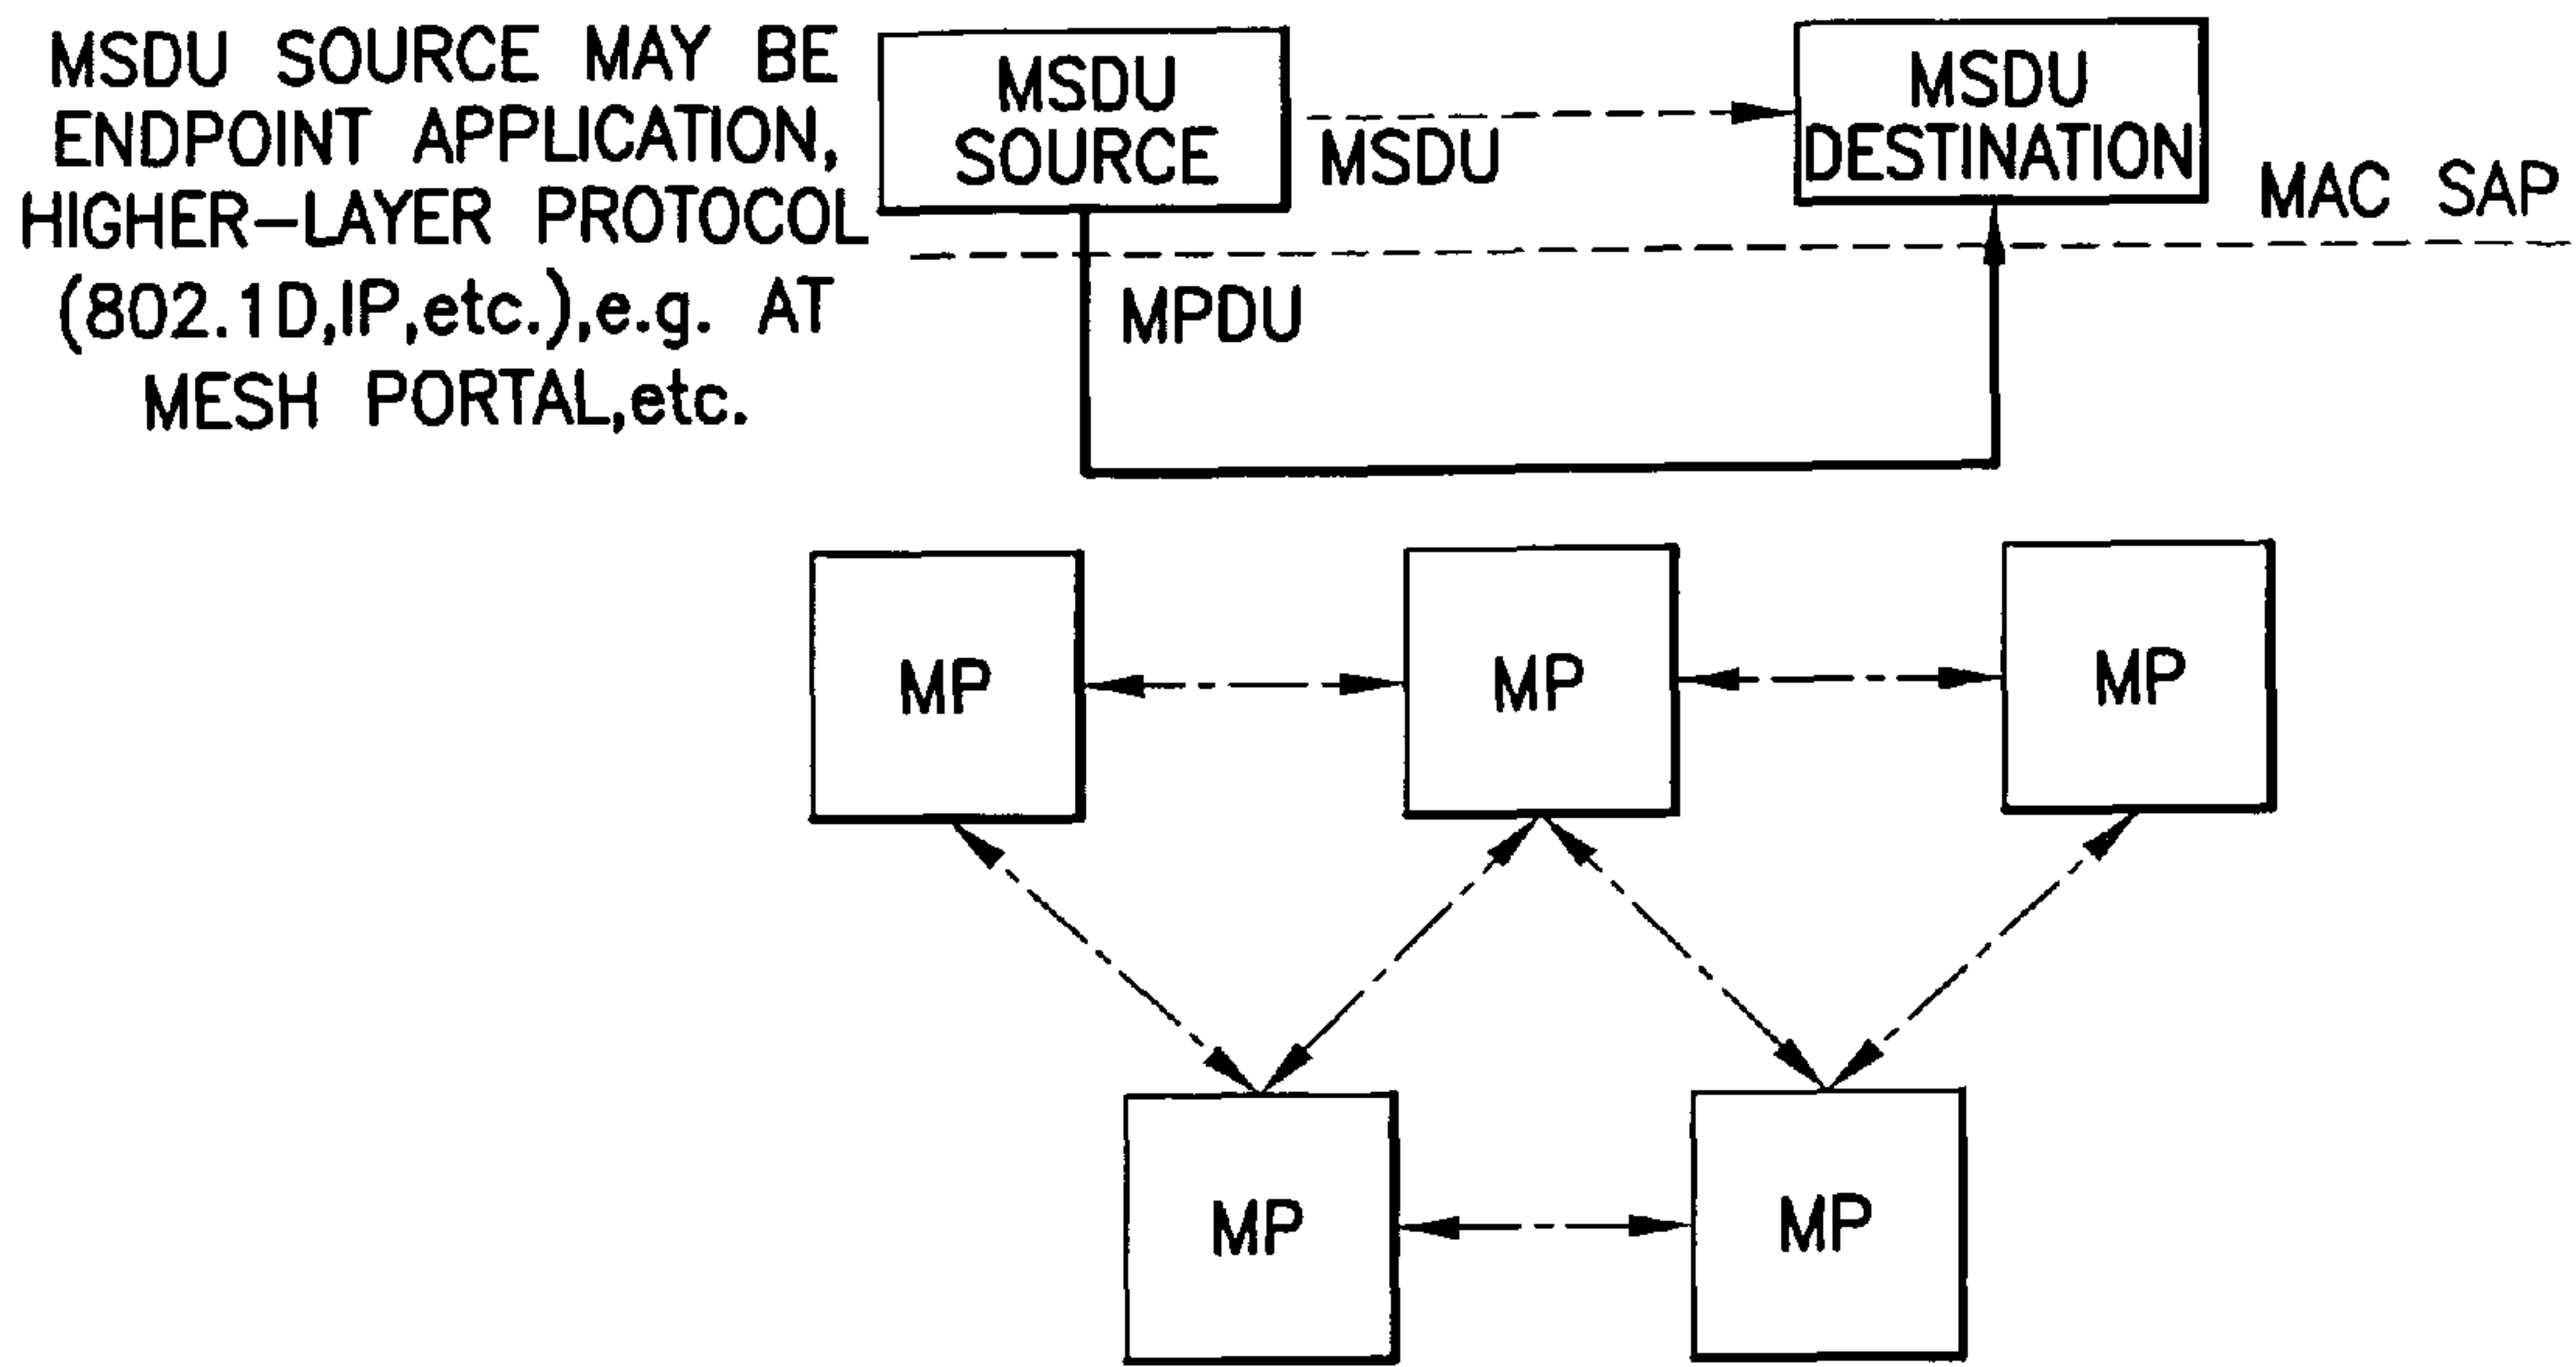 MSDU SOURCE MAY BE
ENDPOINT APPLICATION,
HIGHER-LAYER PROTOCOL
(802.1D,IP,etc.),e.g. AT
MESH PORTAL,etc.
MSDU
SOURCE
MSDU
MSDU
DESTINATION
MAC SAP
MPDU
MP
MP
MP
MP
MP